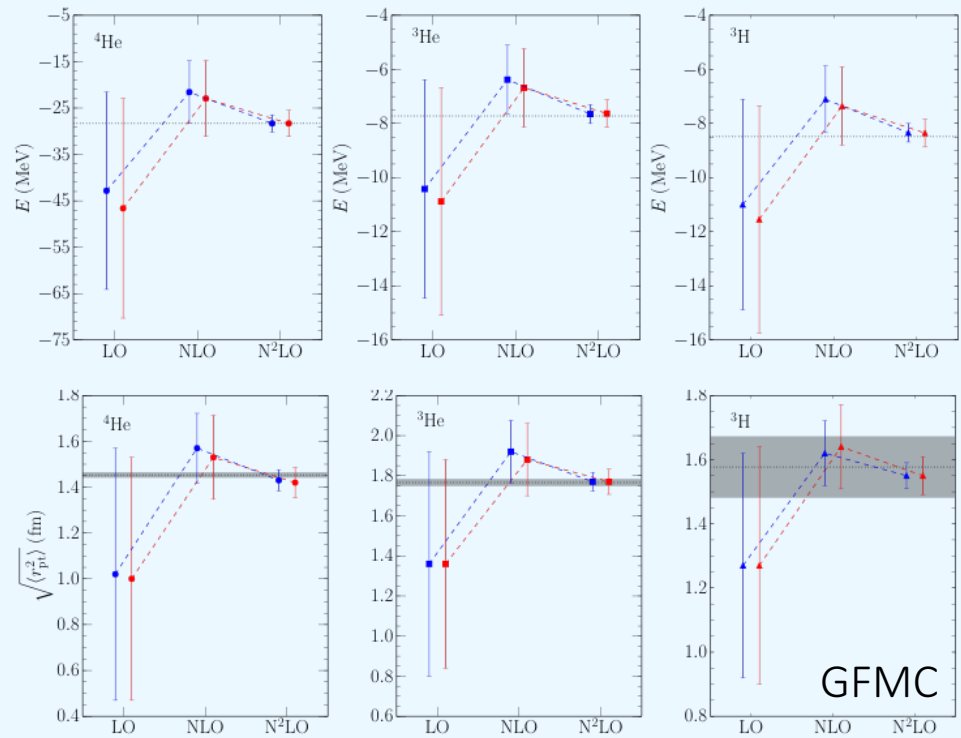 −5
−15
−25
−35
−45
−55
−65
−75
E (MeV)
⁴He
LO
NLO
N²LO
−4
−6
−8
−10
−12
−14
−16
E (MeV)
³He
LO
NLO
N²LO
−4
−6
−8
−10
−12
−14
−16
E (MeV)
³H
LO
NLO
N²LO
1.8
1.6
1.4
1.2
1.0
0.8
0.6
0.4
√⟨r²pt⟩ (fm)
⁴He
LO
NLO
N²LO
2.2
2.0
1.8
1.6
1.4
1.2
1.0
0.8
0.6
³He
LO
NLO
N²LO
1.8
1.6
1.4
1.2
1.0
0.8
³H
GFMC
LO
NLO
N²LO